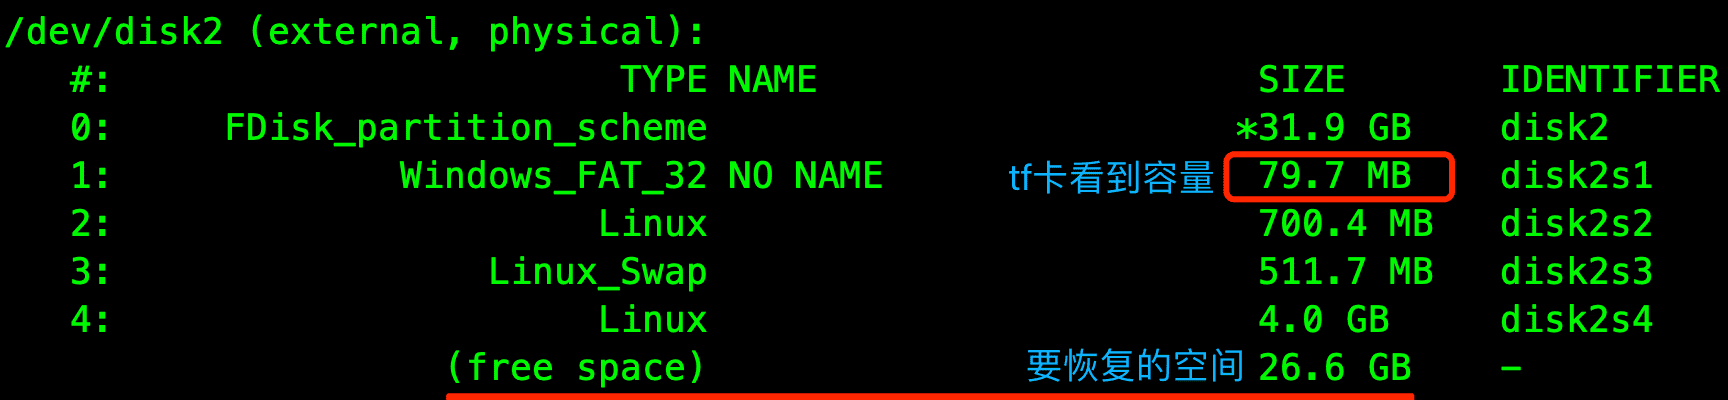 /dev/disk2 (external, physical):
#: TYPE NAME SIZE IDENTIFIER
0: FDisk_partition_scheme *31.9 GB disk2
1: Windows_FAT_32 NO NAME tf卡看到容量 79.7 MB disk2s1
2: Linux 700.4 MB disk2s2
3: Linux_Swap 511.7 MB disk2s3
4: Linux 4.0 GB disk2s4
(free space) 要恢复的空间 26.6 GB -